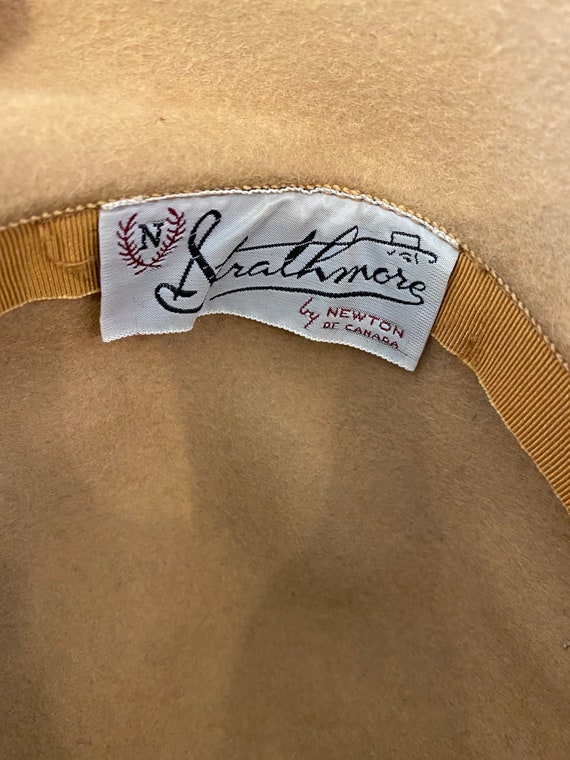 N
Strathmore
by NEWTON
OF CANADA